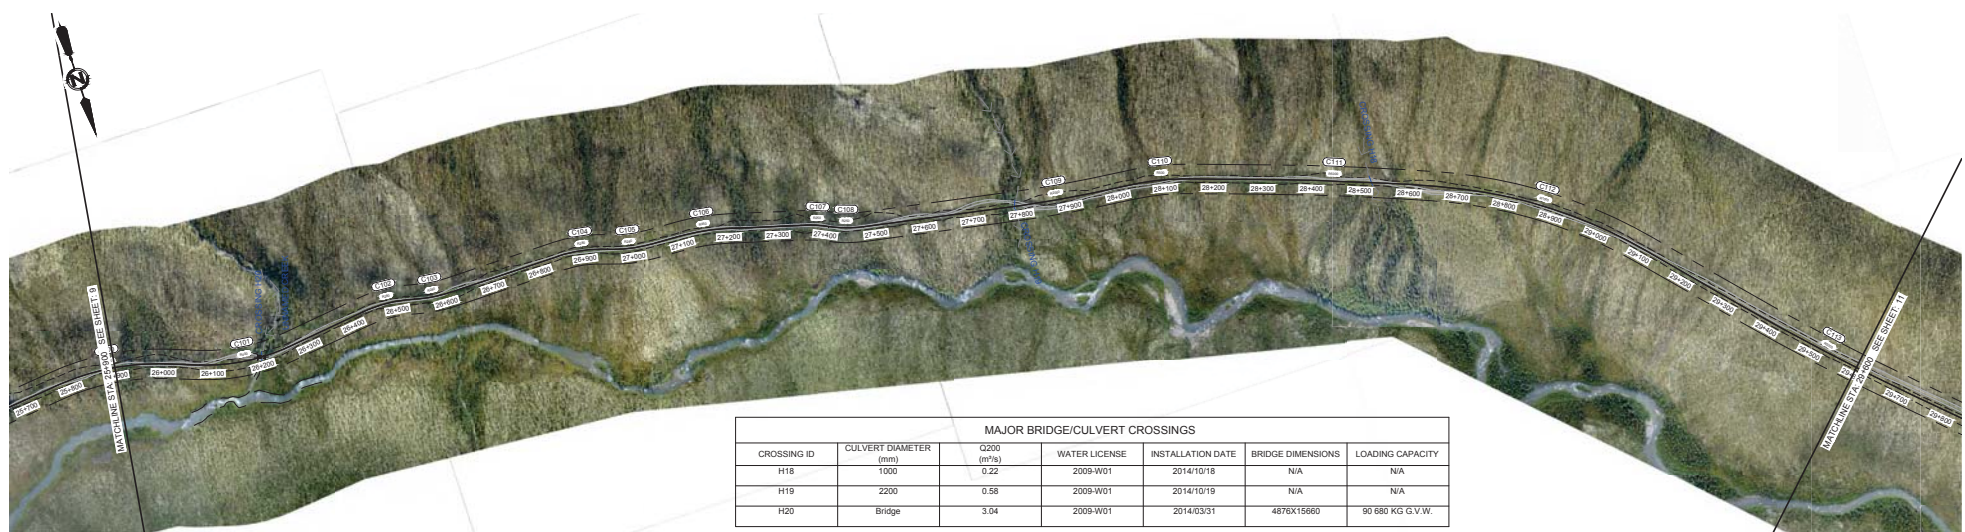 N
MATCHLINE STA: 25+900 SEE SHEET: 9
MATCHLINE STA: 29+600 SEE SHEET: 11
C101
C102
C103
C104
C105
C106
C107
C108
C109
C110
C111
C112
C113
25+700
25+800
26+000
26+100
26+200
26+300
26+400
26+500
26+600
26+700
26+800
26+900
27+000
27+100
27+200
27+300
27+400
27+500
27+600
27+700
27+800
27+900
28+000
28+100
28+200
28+300
28+400
28+500
28+600
28+700
28+800
28+900
29+000
29+100
29+200
29+300
29+400
29+500
29+700
29+800
MAJOR BRIDGE/CULVERT CROSSINGS
CROSSING ID CULVERT DIAMETER (mm) Q200 (m³/s) WATER LICENSE INSTALLATION DATE BRIDGE DIMENSIONS LOADING CAPACITY
H18 1000 0.22 2009-W01 2014/10/18 N/A N/A
H19 2200 0.58 2009-W01 2014/10/19 N/A N/A
H20 Bridge 3.04 2009-W01 2014/03/31 4876X15660 90 680 KG G.V.W.